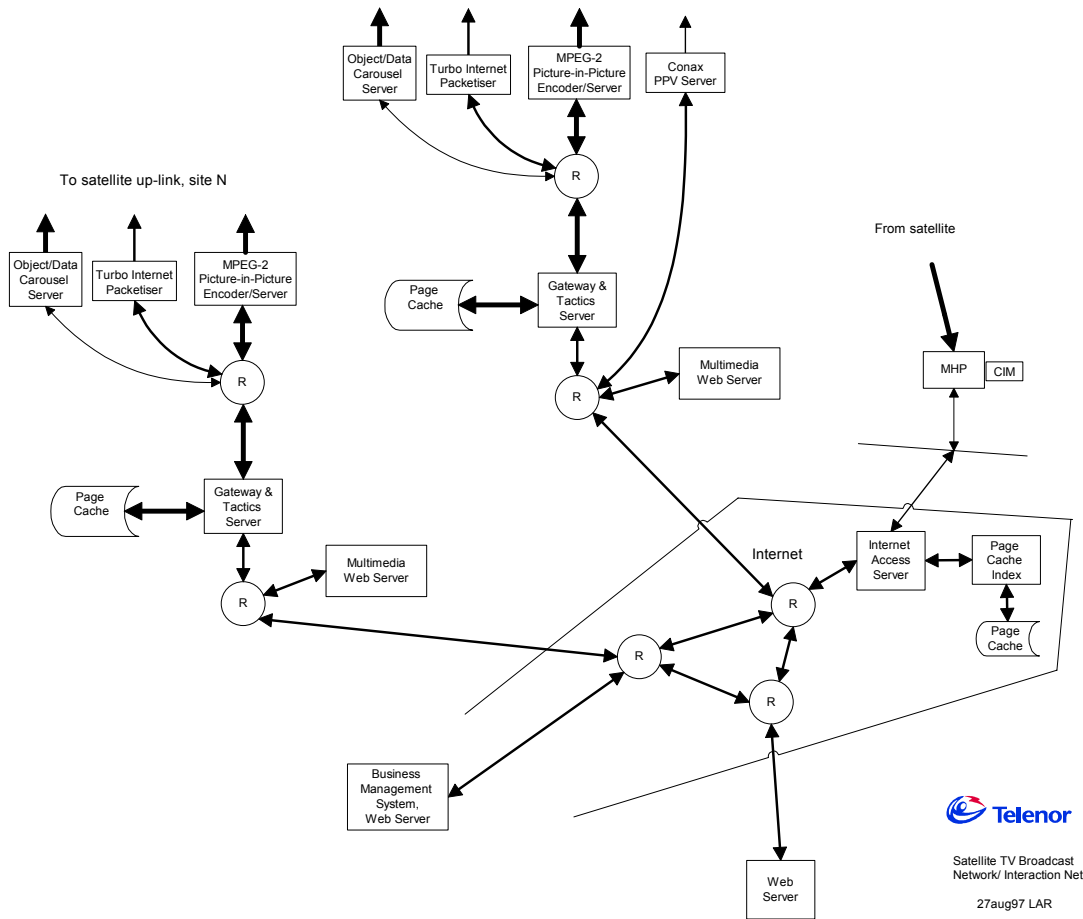 Object/Data
Carousel
Server
Turbo Internet
Packetiser
MPEG-2
Picture-in-Picture
Encoder/Server
Conax
PPV Server
R
To satellite up-link, site N
From satellite
Object/Data
Carousel
Server
Turbo Internet
Packetiser
MPEG-2
Picture-in-Picture
Encoder/Server
Page
Cache
Gateway &
Tactics
Server
R
Multimedia
Web Server
MHP
CIM
R
Page
Cache
Gateway &
Tactics
Server
Multimedia
Web Server
R
Internet
Internet
Access
Server
Page
Cache
Index
R
Page
Cache
R
R
Business
Management
System,
Web Server
Web
Server
Telenor
Satellite TV Broadcast
Network/ Interaction Net
27aug97 LAR